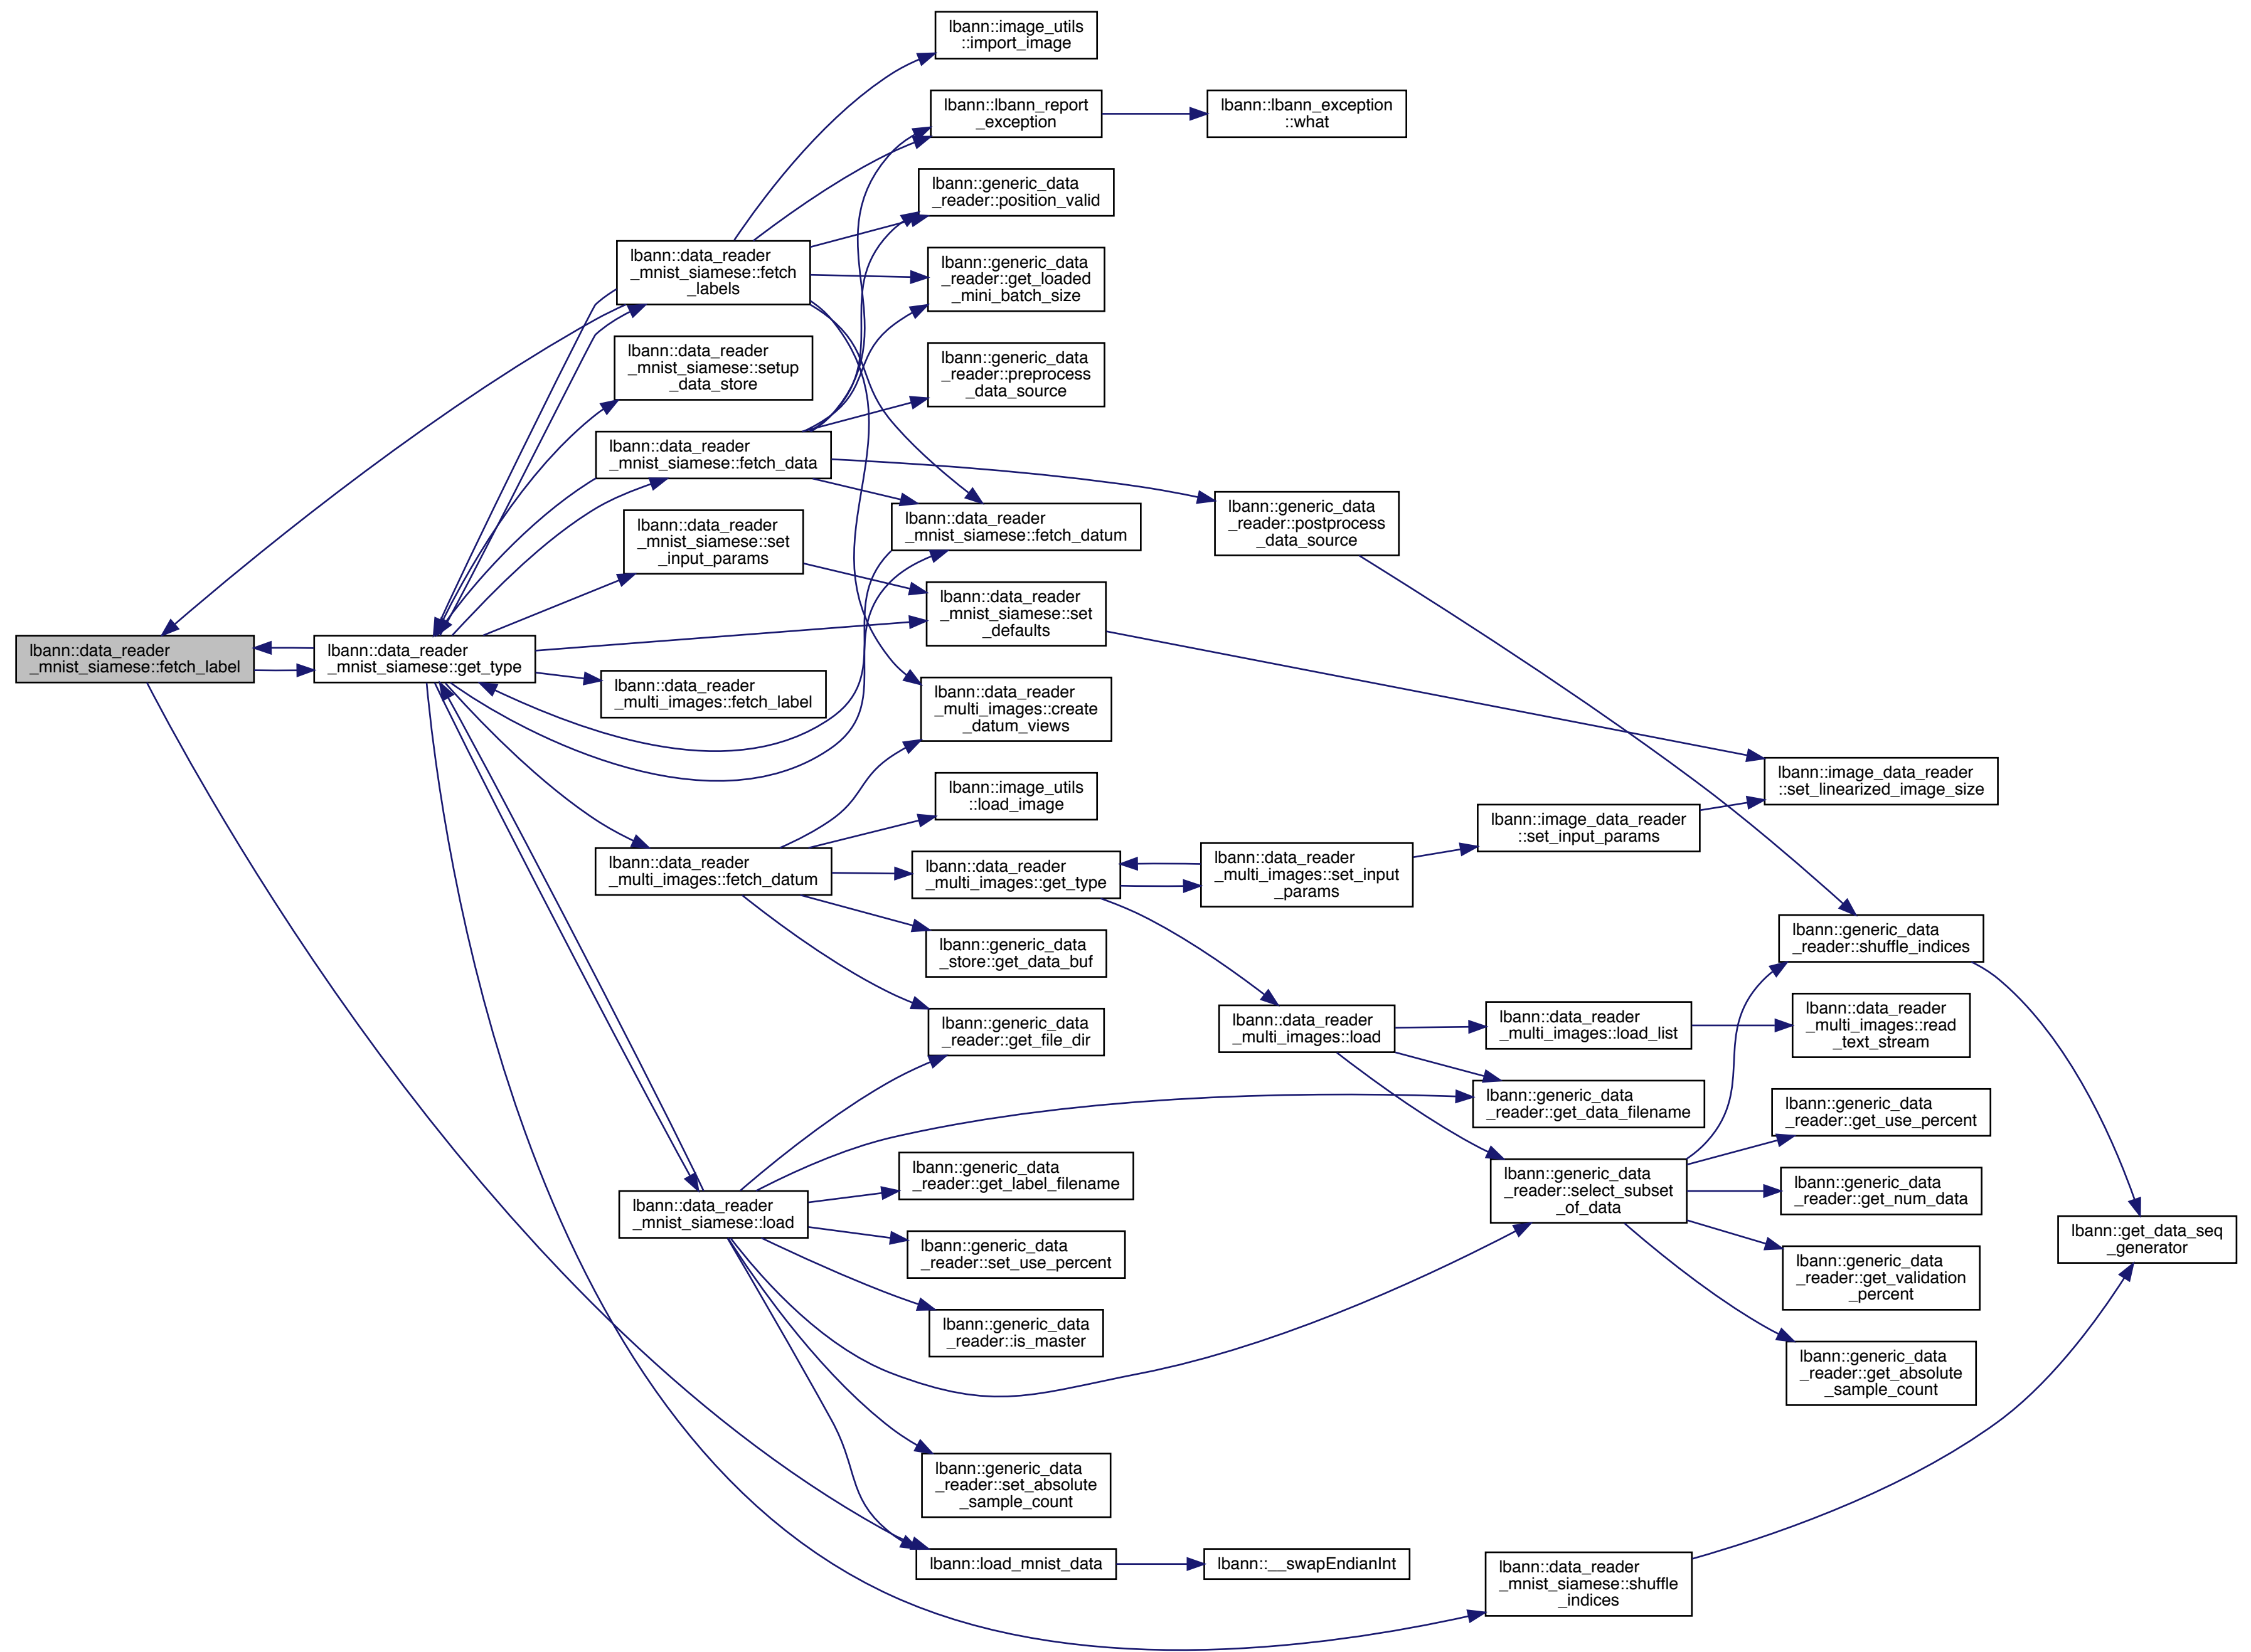 lbann::image_utils
::import_image
lbann::lbann_report
_exception
lbann::lbann_exception
::what
lbann::generic_data
_reader::position_valid
lbann::data_reader
_mnist_siamese::fetch
_labels
lbann::generic_data
_reader::get_loaded
_mini_batch_size
lbann::data_reader
_mnist_siamese::setup
_data_store
lbann::generic_data
_reader::preprocess
_data_source
lbann::data_reader
_mnist_siamese::fetch_data
lbann::generic_data
_reader::postprocess
_data_source
lbann::data_reader
_mnist_siamese::set
_input_params
lbann::data_reader
_mnist_siamese::fetch_datum
lbann::data_reader
_mnist_siamese::set
_defaults
lbann::data_reader
_mnist_siamese::fetch_label
lbann::data_reader
_mnist_siamese::get_type
lbann::data_reader
_multi_images::fetch_label
lbann::data_reader
_multi_images::create
_datum_views
lbann::image_data_reader
::set_linearized_image_size
lbann::image_utils
::load_image
lbann::image_data_reader
::set_input_params
lbann::data_reader
_multi_images::fetch_datum
lbann::data_reader
_multi_images::get_type
lbann::data_reader
_multi_images::set_input
_params
lbann::generic_data
_store::get_data_buf
lbann::generic_data
_reader::shuffle_indices
lbann::generic_data
_reader::get_file_dir
lbann::data_reader
_multi_images::load
lbann::data_reader
_multi_images::load_list
lbann::data_reader
_multi_images::read
_text_stream
lbann::generic_data
_reader::get_data_filename
lbann::generic_data
_reader::get_use_percent
lbann::generic_data
_reader::get_label_filename
lbann::generic_data
_reader::select_subset
_of_data
lbann::generic_data
_reader::get_num_data
lbann::data_reader
_mnist_siamese::load
lbann::generic_data
_reader::set_use_percent
lbann::get_data_seq
_generator
lbann::generic_data
_reader::get_validation
_percent
lbann::generic_data
_reader::is_master
lbann::generic_data
_reader::get_absolute
_sample_count
lbann::generic_data
_reader::set_absolute
_sample_count
lbann::load_mnist_data
lbann::__swapEndianInt
lbann::data_reader
_mnist_siamese::shuffle
_indices